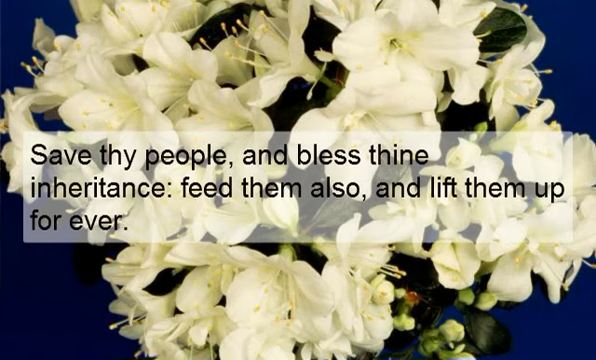 Save thy people, and bless thine
inheritance: feed them also, and lift them up
for ever.